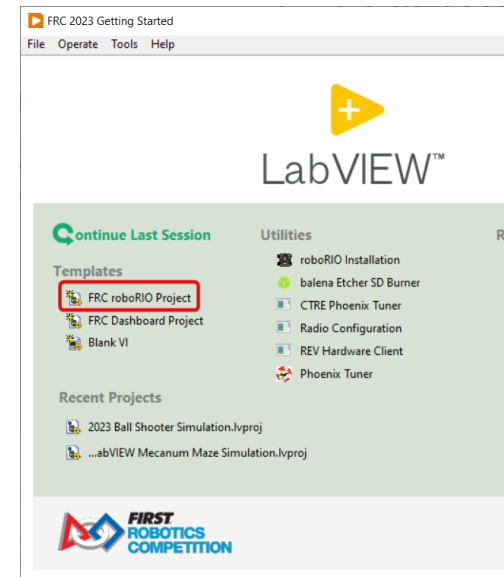 FRC 2023 Getting Started
File Operate Tools Help
LabVIEW™
Continue Last Session
Templates
FRC roboRIO Project
FRC Dashboard Project
Blank VI
Recent Projects
2023 Ball Shooter Simulation.lvproj
...abVIEW Mecanum Maze Simulation.lvproj
Utilities
roboRIO Installation
balena Etcher SD Burner
CTRE Phoenix Tuner
Radio Configuration
REV Hardware Client
Phoenix Tuner
R
FIRST
ROBOTICS
COMPETITION